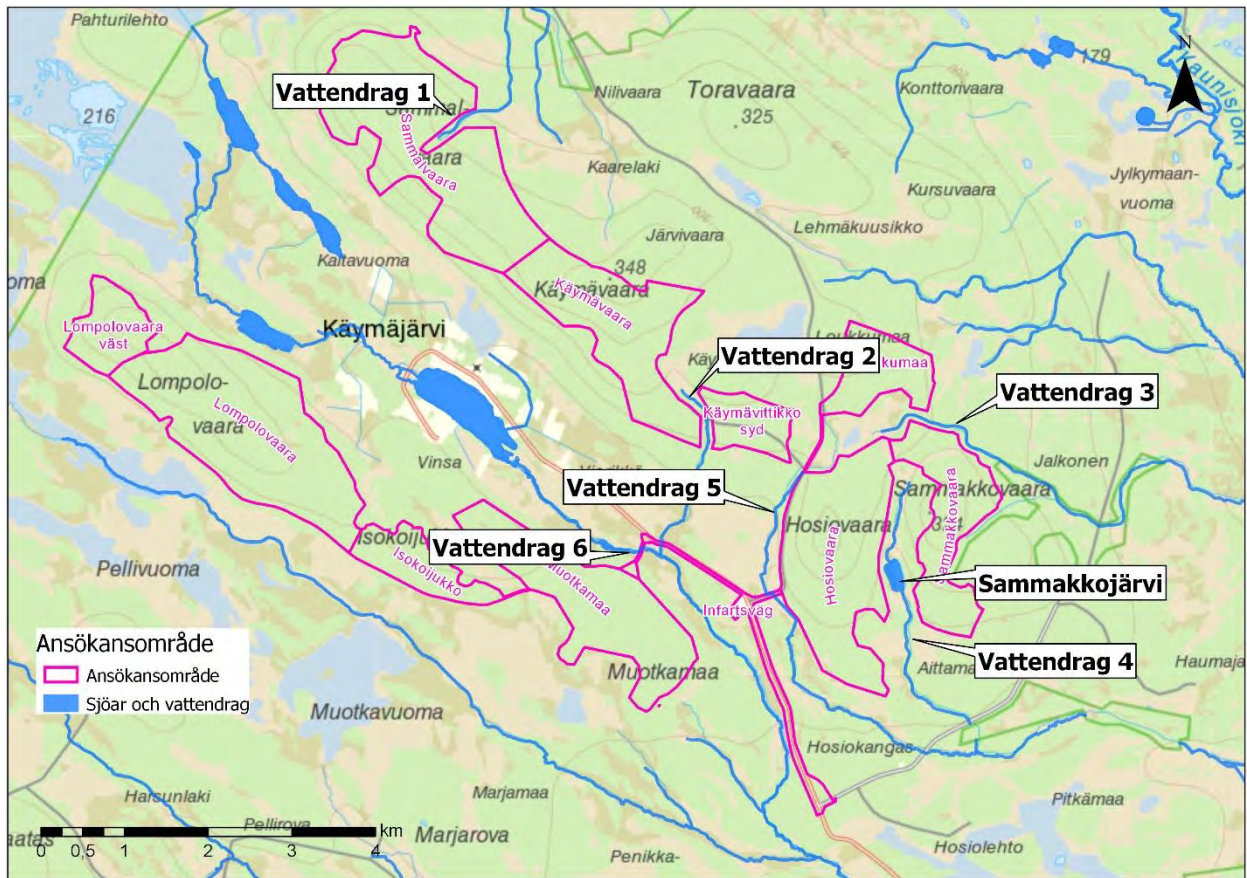 Pahturilehto
216
Vattendrag 1
Summal-
vaara
Sammalvaara
Nilivaara
Toravaara
325
Konttorivaara
179
N
Kaunisjoki
Kaarelaki
Kursuvaara
Jylkymaan-
vuoma
Lehmäkuusikko
Järvivaara
348
Käymävaara
Käymävaara
Kaltavuoma
Käymäjärvi
Lompolovaara
väst
Lompolo-
vaara
Lompolovaara
Vattendrag 2
Käymävittikko
syd
Vattendrag 3
Vinsa
Jalkonen
Sammakkovaara
Sammakkovaara
Vattendrag 5
Hosiovaara
Hosiovaara
Isokoijukko
Vattendrag 6
Muotkamaa
Sammakkojärvi
Infartsväg
Pellivuoma
Vattendrag 4
Muotkamaa
Muotkavuoma
Hosiokangas
Harsunlaki
Marjamaa
Pitkämaa
Pellirova
Marjarova
Penikka-
Hosiolehto
Ansökansområde
Ansökansområde
Sjöar och vattendrag
0 0,5 1 2 3 4 km